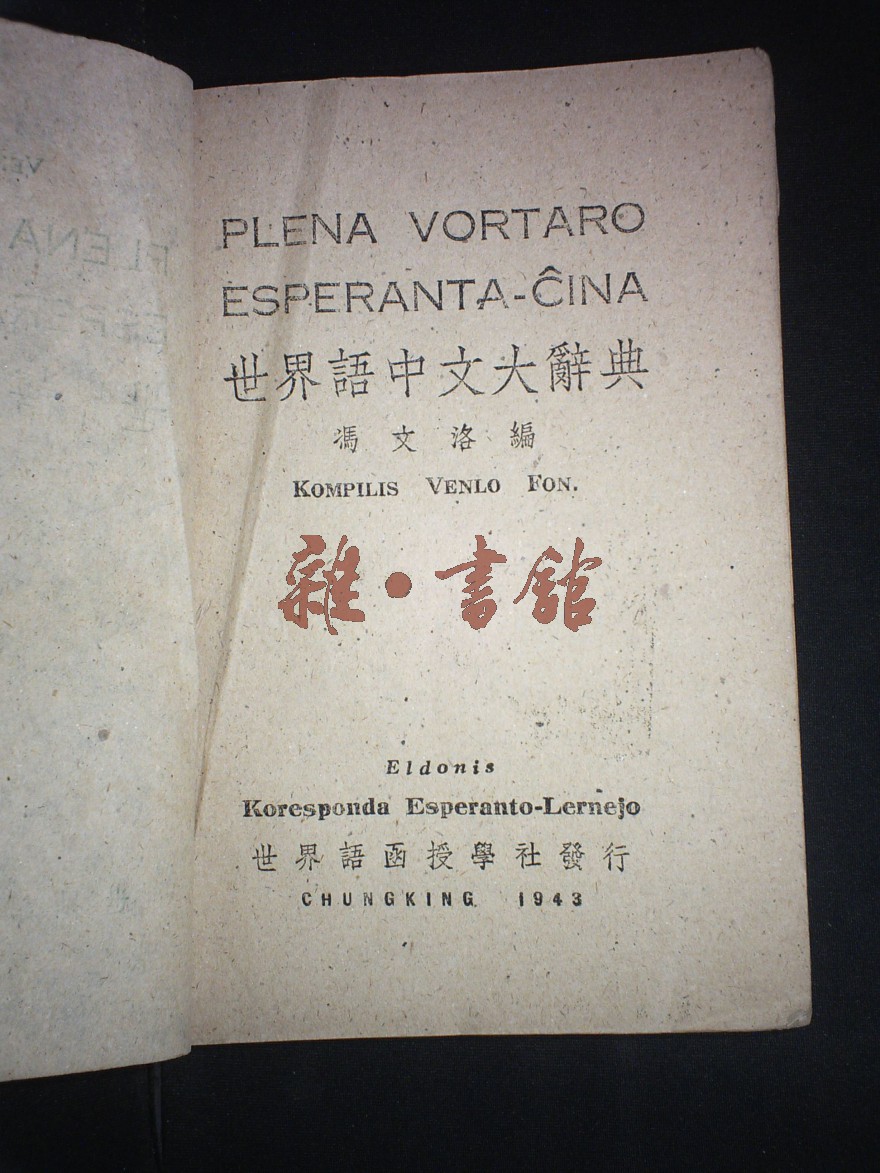 PLENA VORTARO
ESPERANTA-ĈINA
世界語中文大辭典
馮文洛編
KOMPILIS VENLO FON.
雜·書館
Eldonis
Koresponda Esperanto-Lernejo
世界語函授學社發行
CHUNGKING 1943